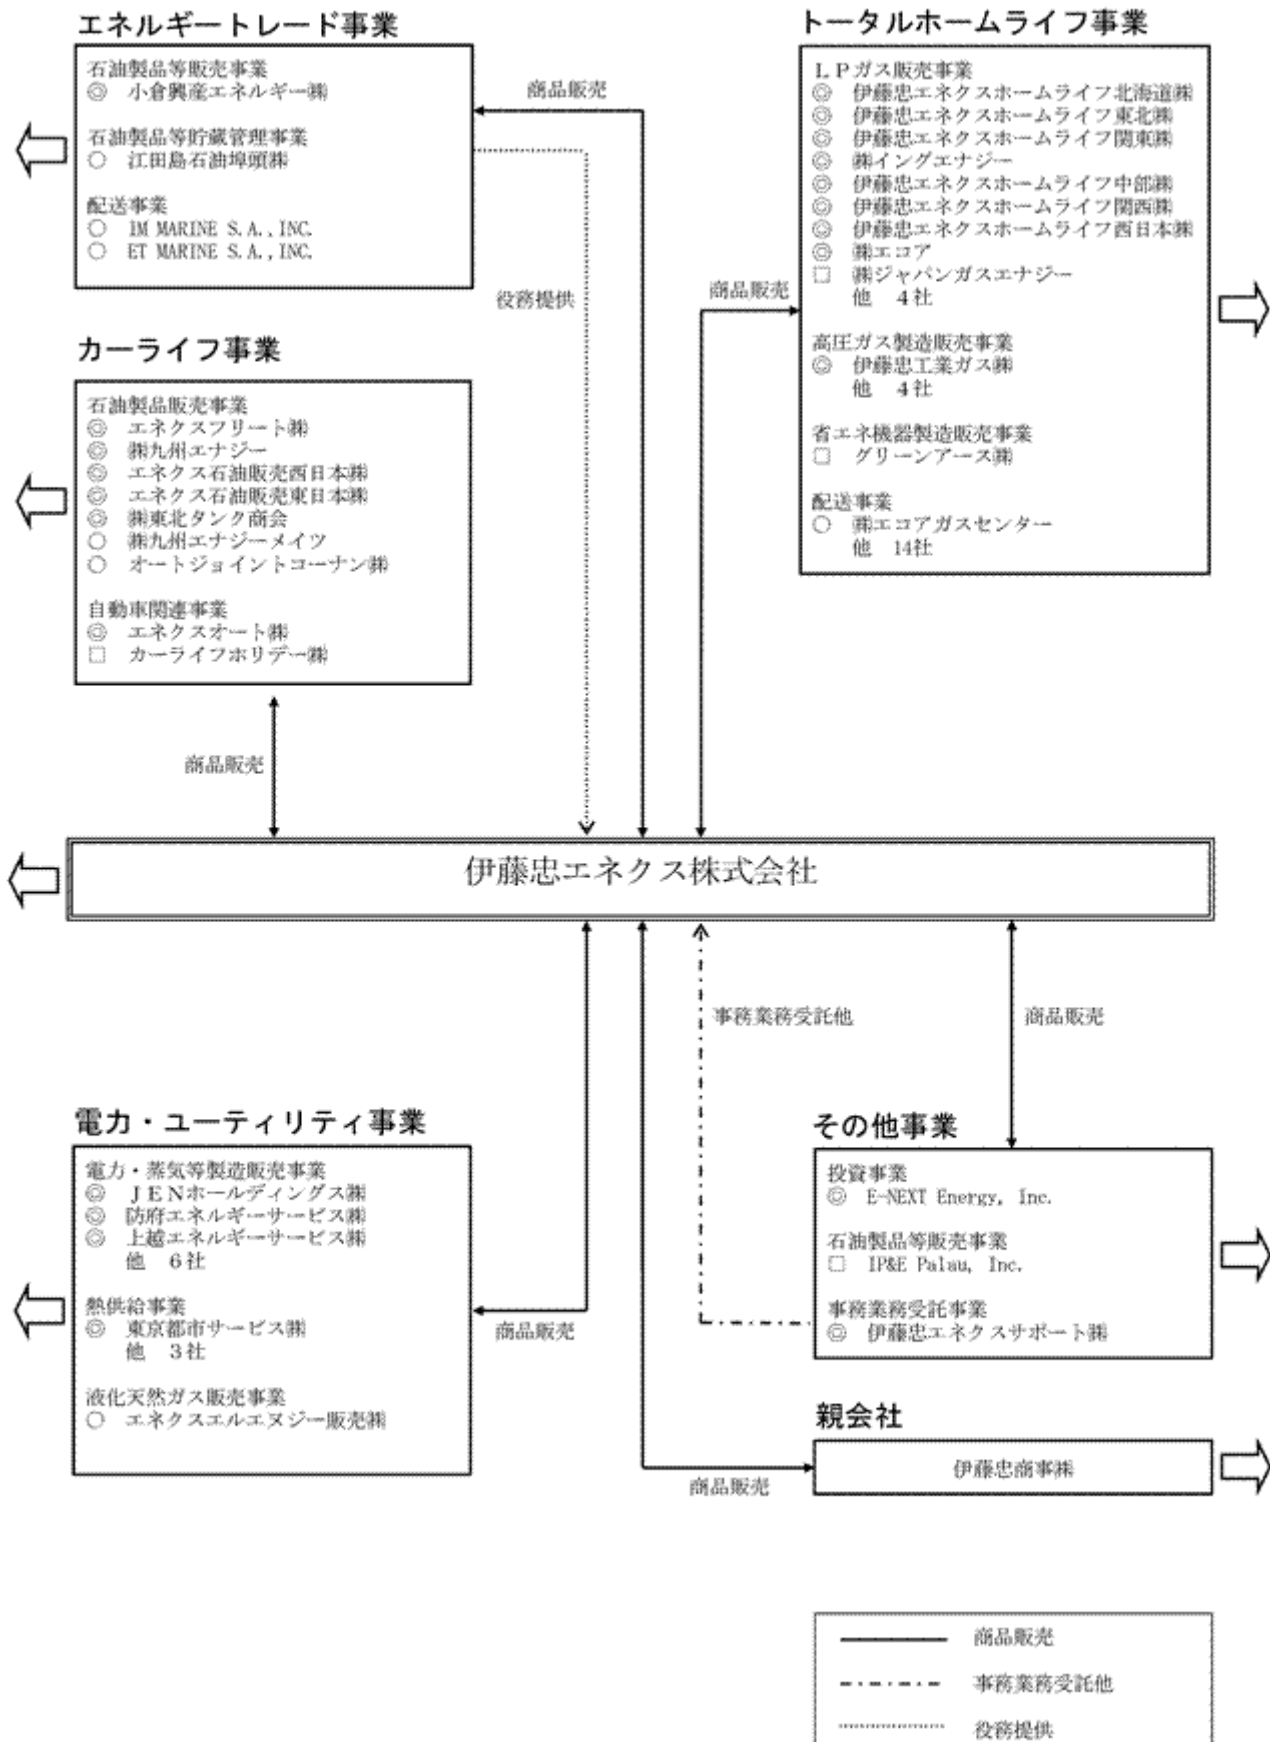 エネルギートレード事業
石油製品等販売事業
◎ 小倉興産エネルギー㈱
石油製品等貯蔵管理事業
○ 江田島石油埠頭㈱
配送事業
○ IM MARINE S.A.,INC.
○ ET MARINE S.A.,INC.
商品販売
役務提供
トータルホームライフ事業
ＬＰガス販売事業
◎ 伊藤忠エネクスホームライフ北海道㈱
◎ 伊藤忠エネクスホームライフ東北㈱
◎ 伊藤忠エネクスホームライフ関東㈱
◎ ㈱イングエナジー
◎ 伊藤忠エネクスホームライフ中部㈱
◎ 伊藤忠エネクスホームライフ関西㈱
◎ 伊藤忠エネクスホームライフ西日本㈱
◎ ㈱エコア
□ ㈱ジャパンガスエナジー
他 4社
高圧ガス製造販売事業
◎ 伊藤忠工業ガス㈱
他 4社
省エネ機器製造販売事業
□ グリーンアース㈱
配送事業
○ ㈱エコアガスセンター
他 14社
商品販売
カーライフ事業
石油製品販売事業
◎ エネクスフリート㈱
◎ ㈱九州エナジー
◎ エネクス石油販売西日本㈱
◎ エネクス石油販売東日本㈱
◎ ㈱東北タンク商会
○ ㈱九州エナジーメイツ
○ オートジョイントコーナン㈱
自動車関連事業
◎ エネクスオート㈱
□ カーライフホリデー㈱
商品販売
伊藤忠エネクス株式会社
事務業務受託他
商品販売
電力・ユーティリティ事業
電力・蒸気等製造販売事業
◎ ＪＥＮホールディングス㈱
◎ 防府エネルギーサービス㈱
◎ 上越エネルギーサービス㈱
他 6社
熱供給事業
◎ 東京都市サービス㈱
他 3社
液化天然ガス販売事業
○ エネクスエルエヌジー販売㈱
商品販売
その他事業
投資事業
◎ E-NEXT Energy, Inc.
石油製品等販売事業
□ IP&E Palau, Inc.
事務業務受託事業
◎ 伊藤忠エネクスサポート㈱
親会社
伊藤忠商事㈱
商品販売
商品販売
事務業務受託他
役務提供